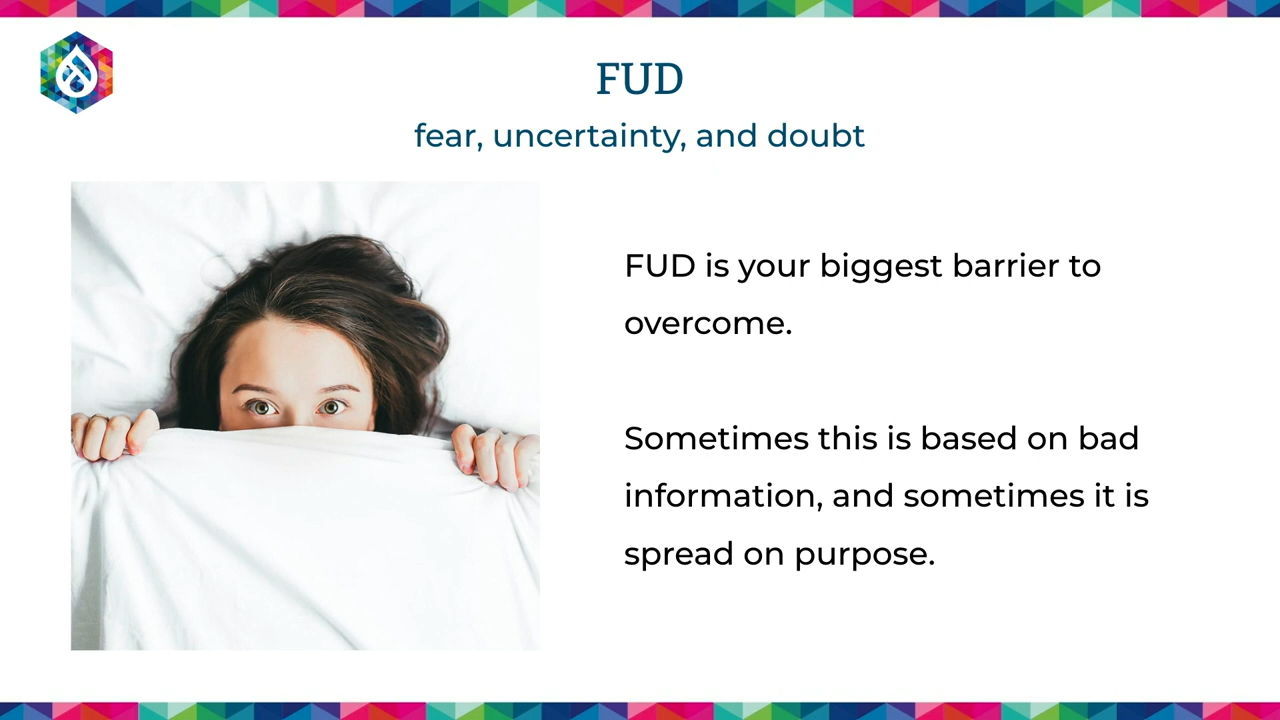 FUD
fear, uncertainty, and doubt
FUD is your biggest barrier to
overcome.
Sometimes this is based on bad
information, and sometimes it is
spread on purpose.